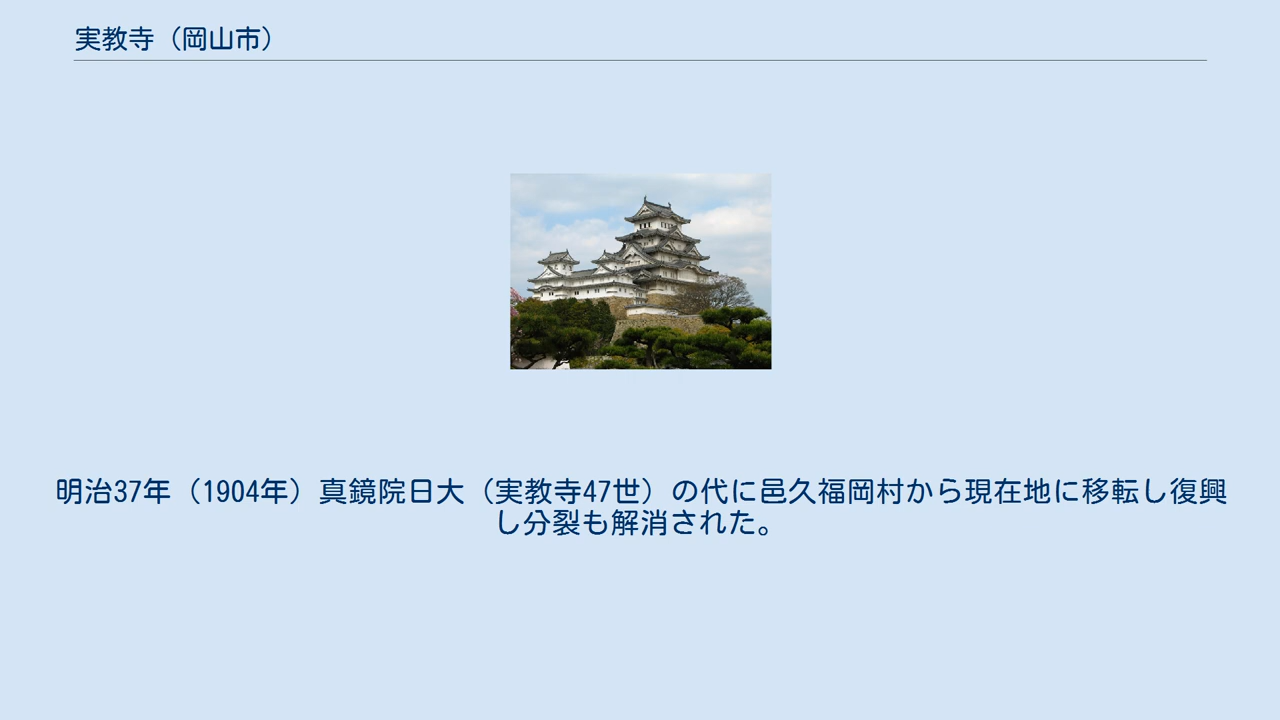 実教寺（岡山市）
明治37年（1904年）真鏡院日大（実教寺47世）の代に邑久福岡村から現在地に移転し復興
し分裂も解消された。